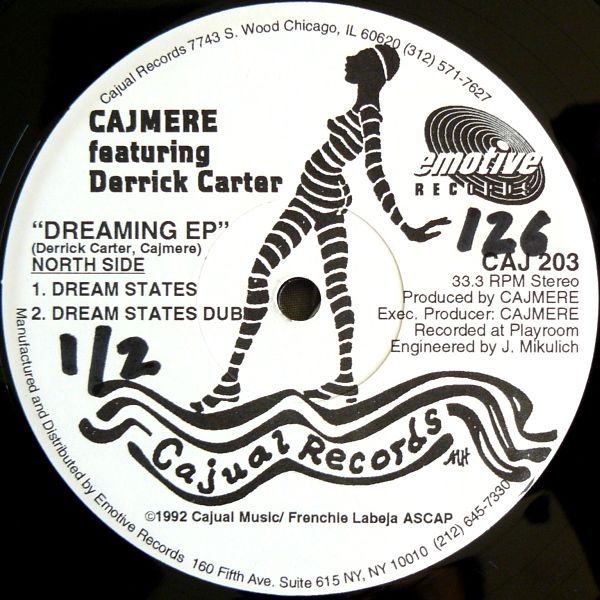 Cajual Records 7743 S. Wood Chicago, IL 60620 (312) 571-7627
CAJMERE
featuring
Derrick Carter
emotive
RECORDS
"DREAMING EP"
(Derrick Carter, Cajmere)
NORTH SIDE
1. DREAM STATES
2. DREAM STATES DUB
1/2
126
CAJ 203
33.3 RPM Stereo
Produced by CAJMERE
Exec. Producer: CAJMERE
Recorded at Playroom
Engineered by J. Mikulich
Cajual Records
MH
©1992 Cajual Music/ Frenchie Labeja ASCAP
Manufactured and Distributed by Emotive Records 160 Fifth Ave. Suite 615 NY, NY 10010 (212) 645-7330